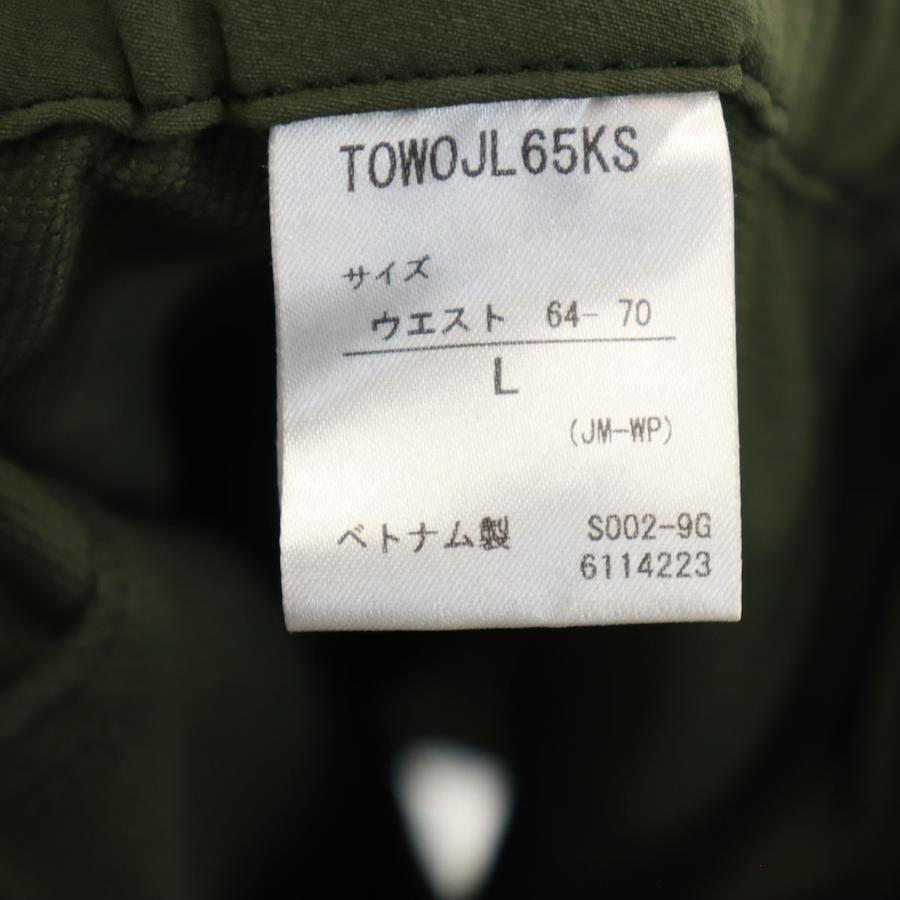 TOWOJL65KS
サイズ
ウエスト 64- 70
L
(JM-WP)
ベトナム製 S002-9G
6114223